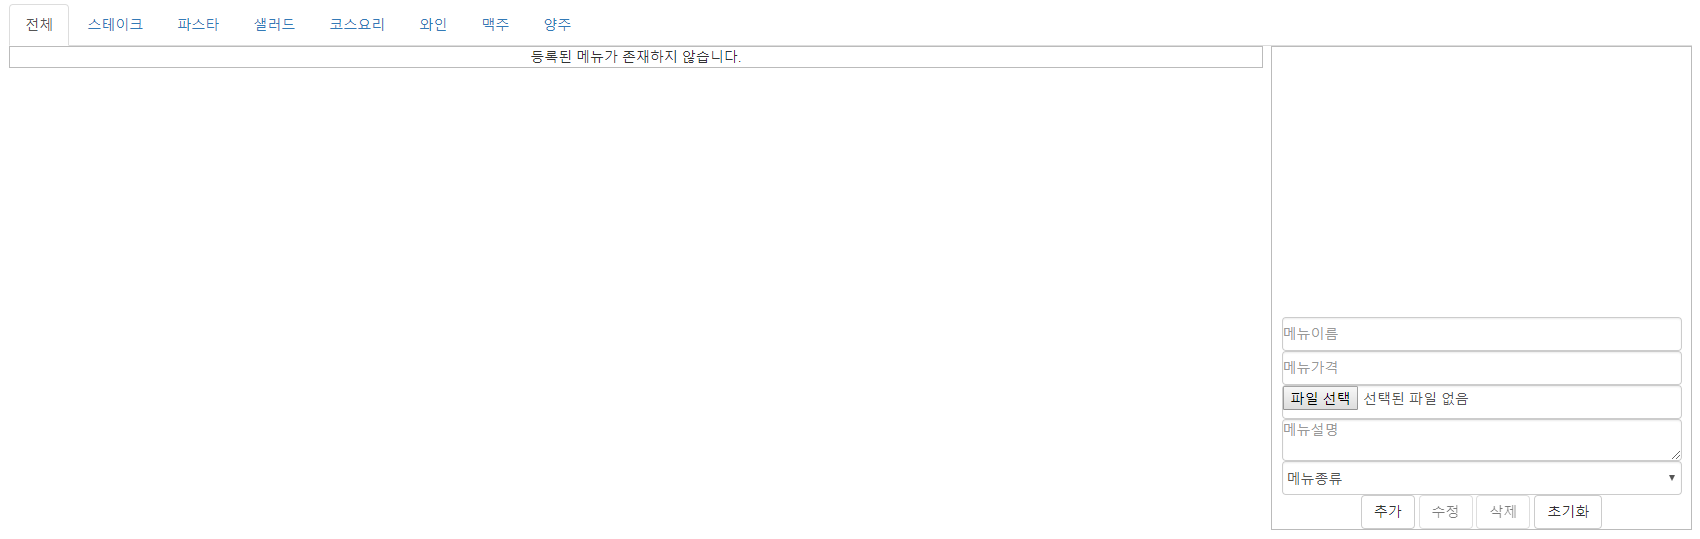 전체 스테이크 파스타 샐러드 코스요리 와인 맥주 양주
등록된 메뉴가 존재하지 않습니다.
메뉴이름
메뉴가격
파일 선택 선택된 파일 없음
메뉴설명
메뉴종류
추가 수정 삭제 초기화